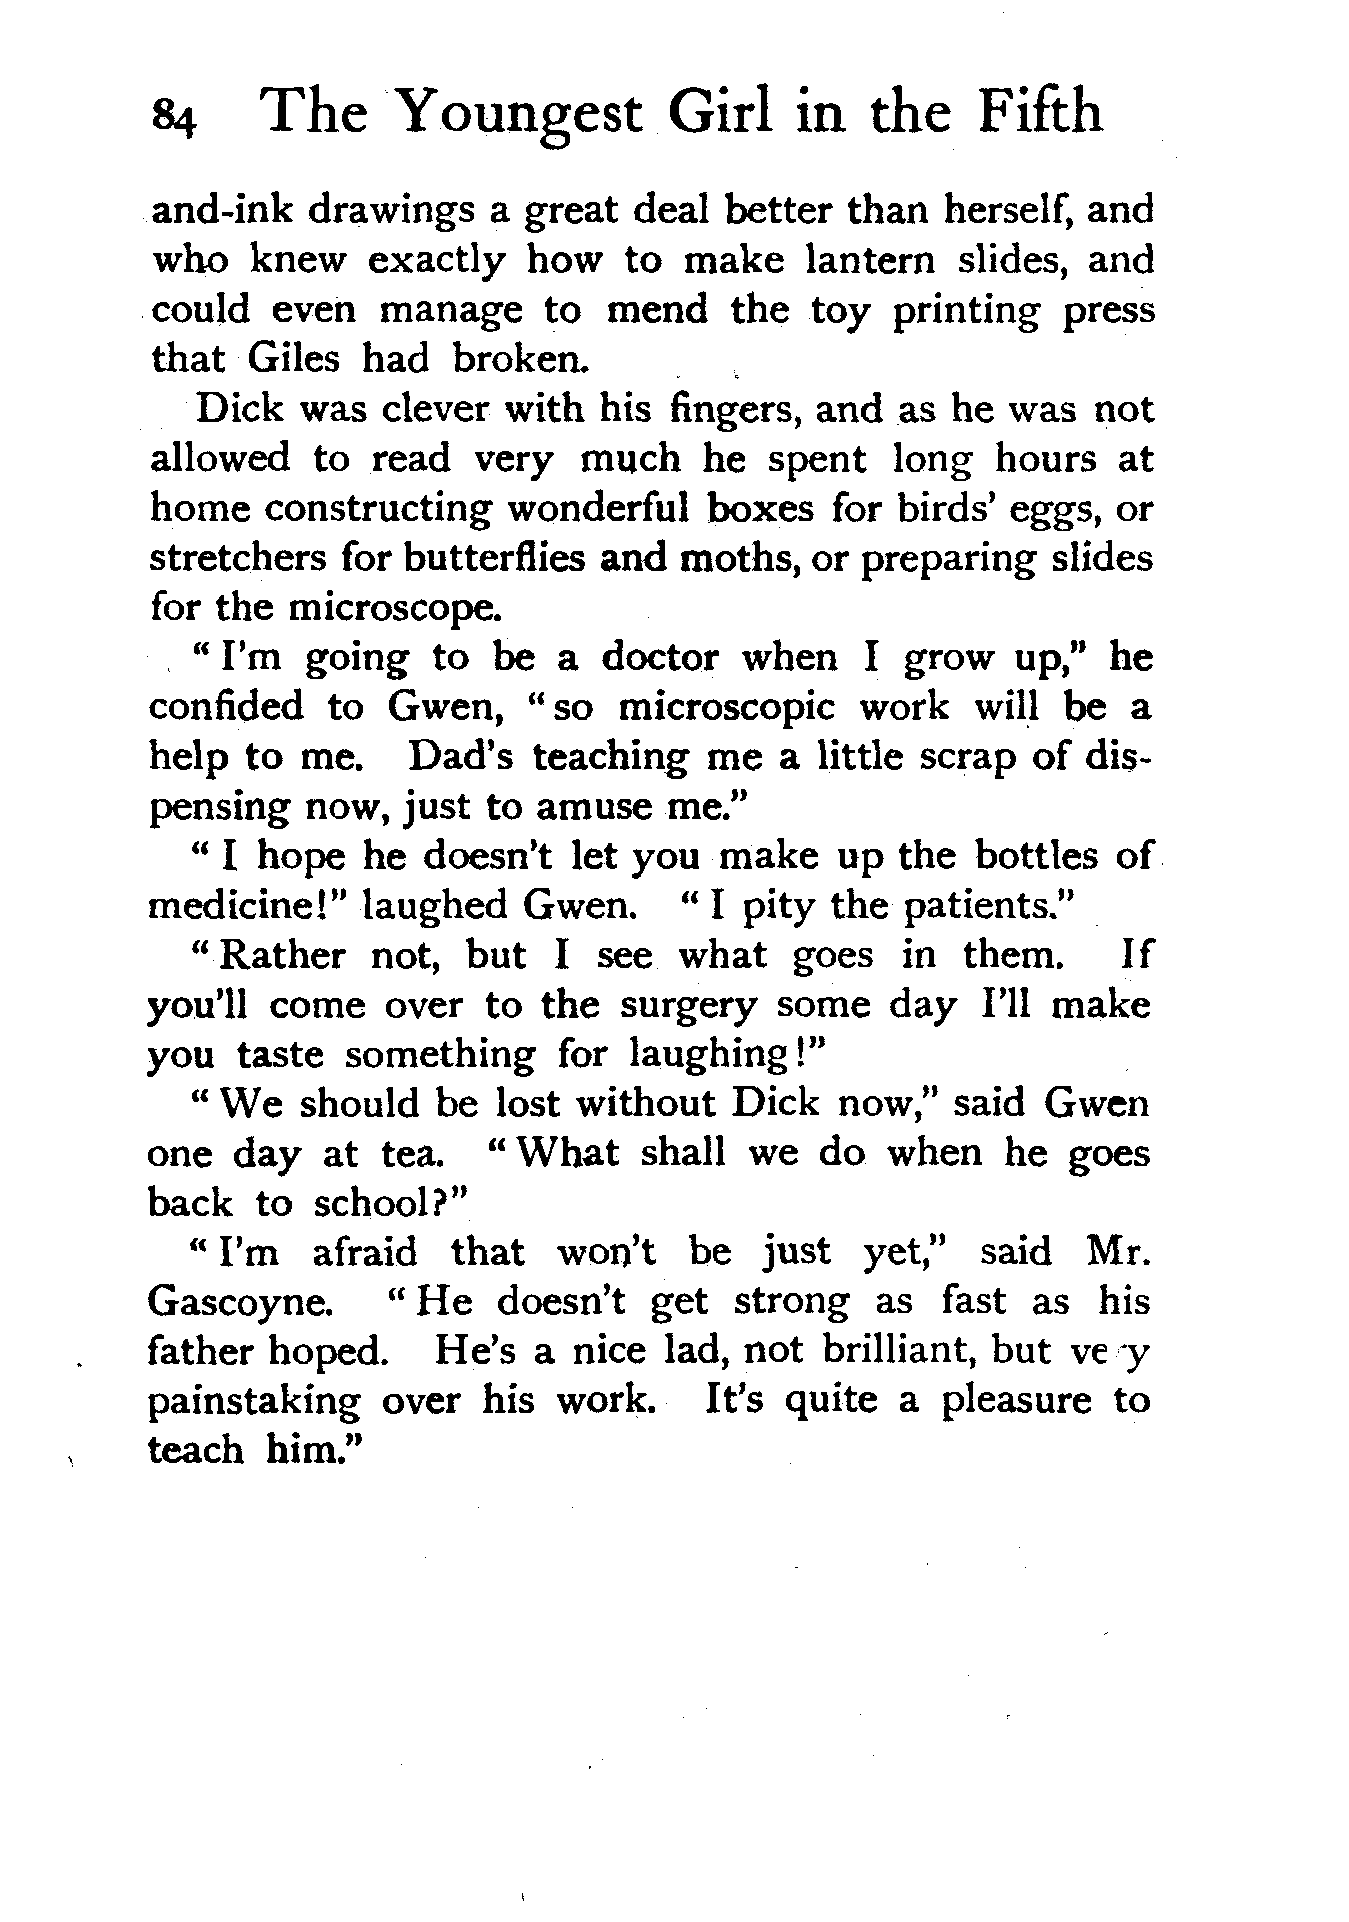 84 The Youngest Girl in the Fifth
and-ink drawings a great deal better than herself, and
who knew exactly how to make lantern slides, and
could even manage to mend the toy printing press
that Giles had broken.
Dick was clever with his fingers, and as he was not
allowed to read very much he spent long hours at
home constructing wonderful boxes for birds' eggs, or
stretchers for butterflies and moths, or preparing slides
for the microscope.
"I'm going to be a doctor when I grow up," he
confided to Gwen, "so microscopic work will be a
help to me. Dad's teaching me a little scrap of dis-
pensing now, just to amuse me."
"I hope he doesn't let you make up the bottles of
medicine!" laughed Gwen. "I pity the patients."
"Rather not, but I see what goes in them. If
you'll come over to the surgery some day I'll make
you taste something for laughing!"
"We should be lost without Dick now," said Gwen
one day at tea. "What shall we do when he goes
back to school?"
"I'm afraid that won't be just yet," said Mr.
Gascoyne. "He doesn't get strong as fast as his
father hoped. He's a nice lad, not brilliant, but very
painstaking over his work. It's quite a pleasure to
teach him."